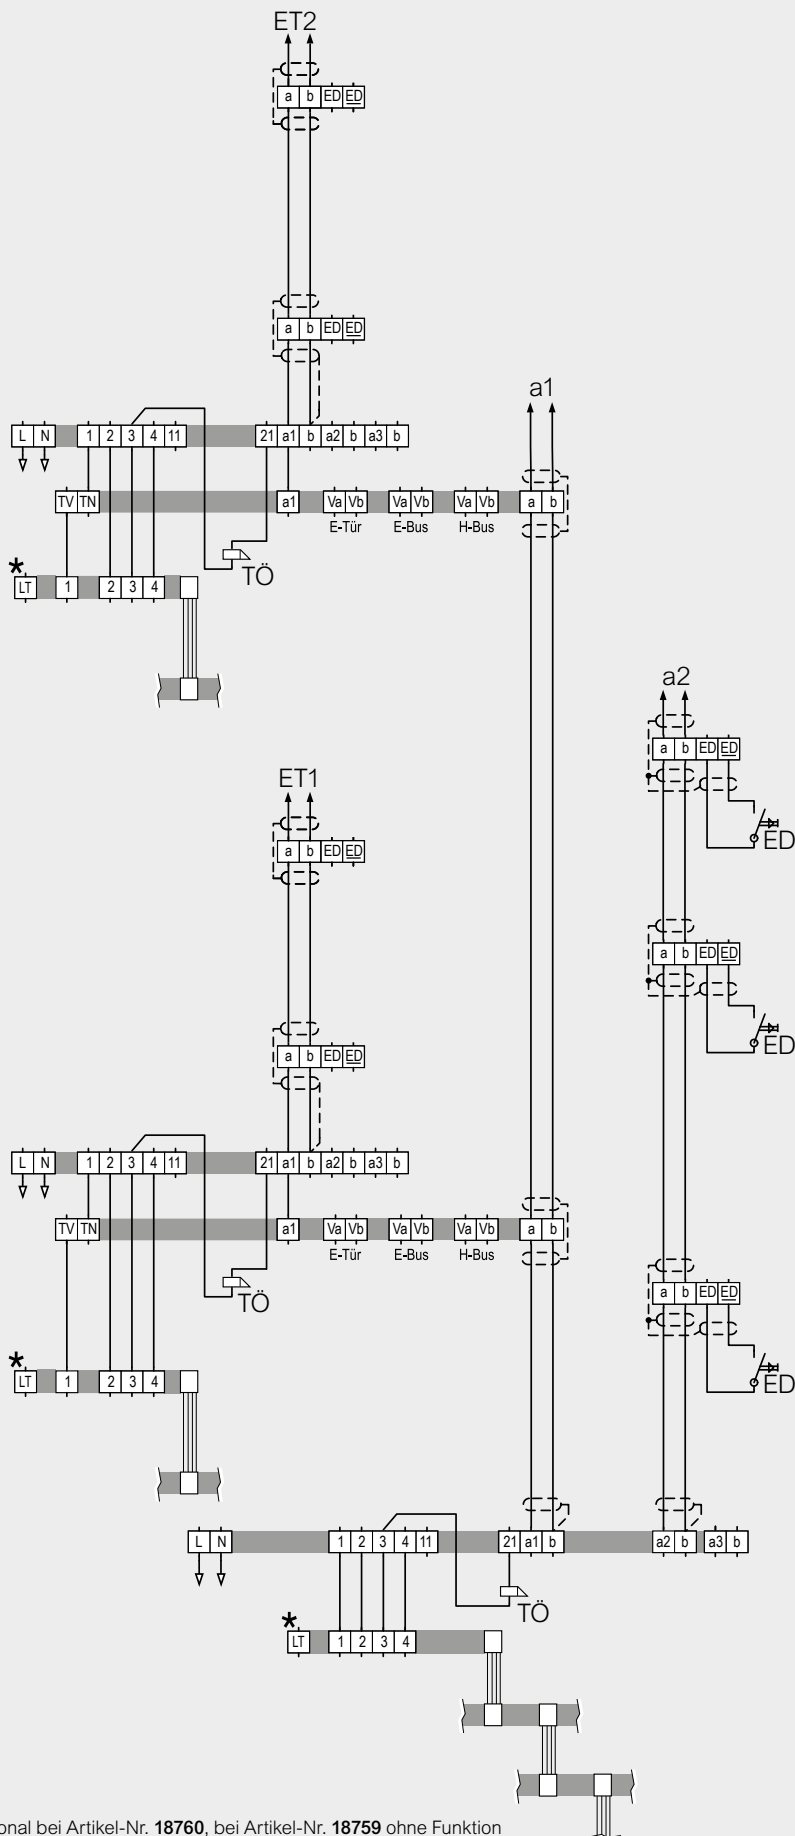 ET2
a b ED ED
a b ED ED
a1
L N 1 2 3 4 11 21 a1 b a2 b a3 b
TV TN a1 Va Vb Va Vb Va Vb a b
E-Tür E-Bus H-Bus
TÖ
*
LT 1 2 3 4
a2
a b ED ED
ED
ET1
a b ED ED
a b ED ED
ED
a b ED ED
L N 1 2 3 4 11 21 a1 b a2 b a3 b
TV TN a1 Va Vb Va Vb Va Vb a b
E-Tür E-Bus H-Bus
TÖ
a b ED ED
*
LT 1 2 3 4
ED
L N 1 2 3 4 11 21 a1 b a2 b a3 b
TÖ
*
LT 1 2 3 4
onal bei Artikel-Nr. 18760, bei Artikel-Nr. 18759 ohne Funktion